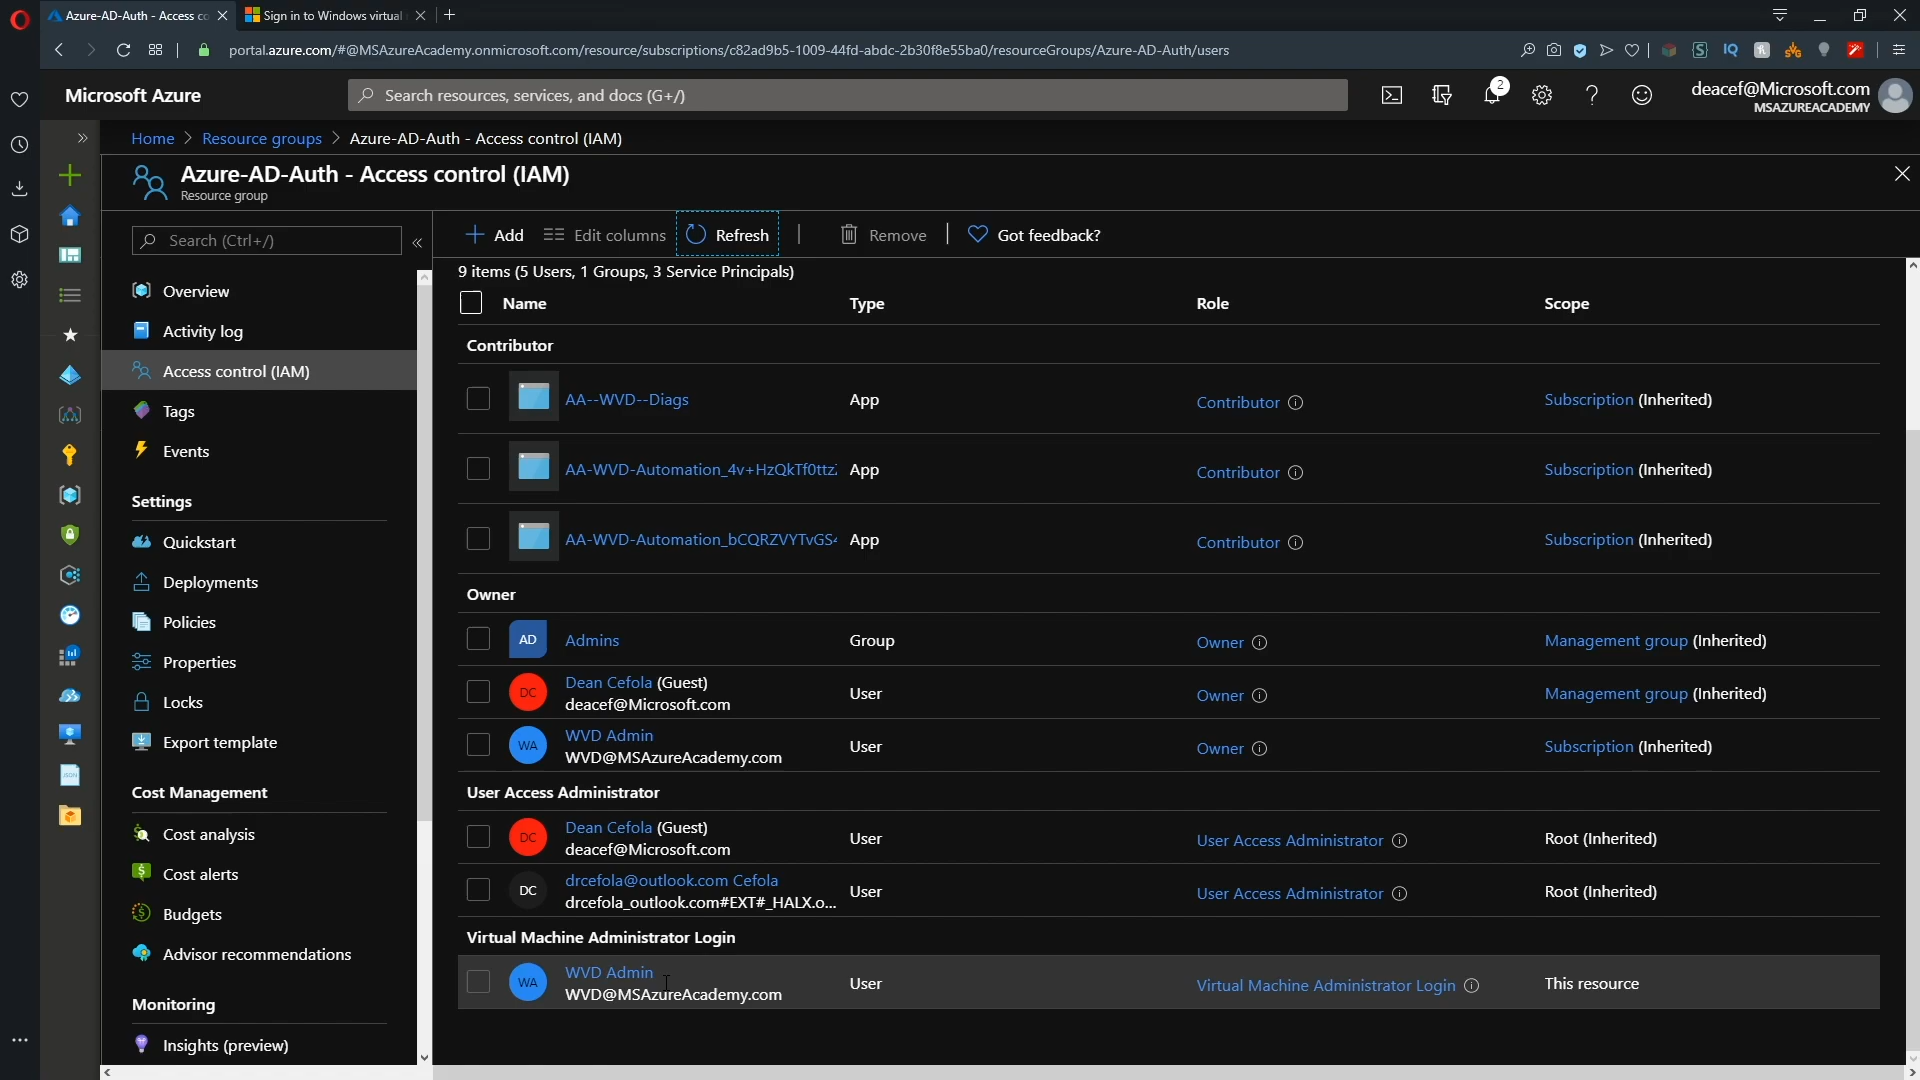 Azure-AD-Auth - Access co
Sign in to Windows virtual
portal.azure.com/#@MSAzureAcademy.onmicrosoft.com/resource/subscriptions/c82ad9b5-1009-44fd-abdc-2b30f8e55ba0/resourceGroups/Azure-AD-Auth/users
Microsoft Azure
Search resources, services, and docs (G+/)
2
deacef@Microsoft.com
MSAZUREACADEMY
Home > Resource groups > Azure-AD-Auth - Access control (IAM)
Azure-AD-Auth - Access control (IAM)
Resource group
Search (Ctrl+/)
Overview
Activity log
Access control (IAM)
Tags
Events
Settings
Quickstart
Deployments
Policies
Properties
Locks
Export template
Cost Management
Cost analysis
Cost alerts
Budgets
Advisor recommendations
Monitoring
Insights (preview)
Add Edit columns Refresh Remove Got feedback?
9 items (5 Users, 1 Groups, 3 Service Principals)
Name Type Role Scope
Contributor
AA--WVD--Diags App Contributor Subscription (Inherited)
AA-WVD-Automation_4v+HzQkTf0ttz App Contributor Subscription (Inherited)
AA-WVD-Automation_bCQRZVYTvGS App Contributor Subscription (Inherited)
Owner
AD Admins Group Owner Management group (Inherited)
DC Dean Cefola (Guest) User Owner Management group (Inherited)
deacef@Microsoft.com
WA WVD Admin User Owner Subscription (Inherited)
WVD@MSAzureAcademy.com
User Access Administrator
DC Dean Cefola (Guest) User User Access Administrator Root (Inherited)
deacef@Microsoft.com
DC drcefola@outlook.com Cefola User User Access Administrator Root (Inherited)
drcefola_outlook.com#EXT#_HALX.o...
Virtual Machine Administrator Login
WA WVD Admin User Virtual Machine Administrator Login This resource
WVD@MSAzureAcademy.com